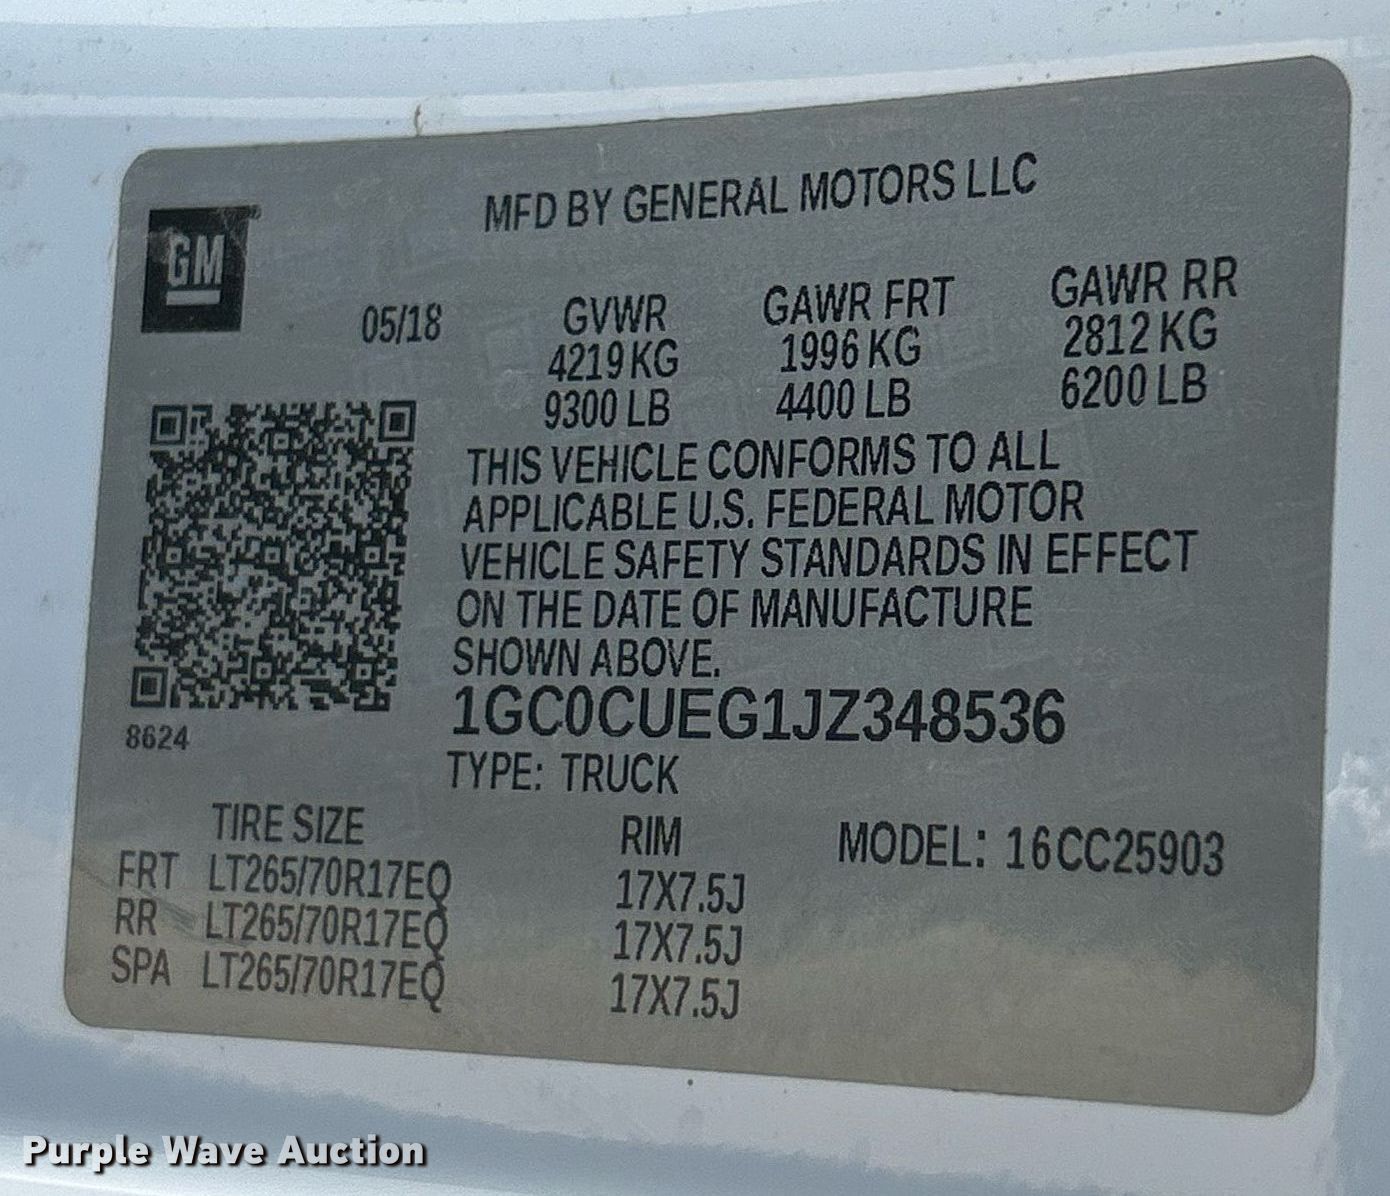 MFD BY GENERAL MOTORS LLC
GM
05/18
GVWR GAWR FRT GAWR RR
4219 KG 1996 KG 2812 KG
9300 LB 4400 LB 6200 LB
THIS VEHICLE CONFORMS TO ALL
APPLICABLE U.S. FEDERAL MOTOR
VEHICLE SAFETY STANDARDS IN EFFECT
ON THE DATE OF MANUFACTURE
SHOWN ABOVE.
1GC0CUEG1JZ348536
8624
TYPE: TRUCK
TIRE SIZE RIM MODEL: 16CC25903
FRT LT265/70R17EQ 17X7.5J
RR LT265/70R17EQ 17X7.5J
SPA LT265/70R17EQ 17X7.5J
Purple Wave Auction